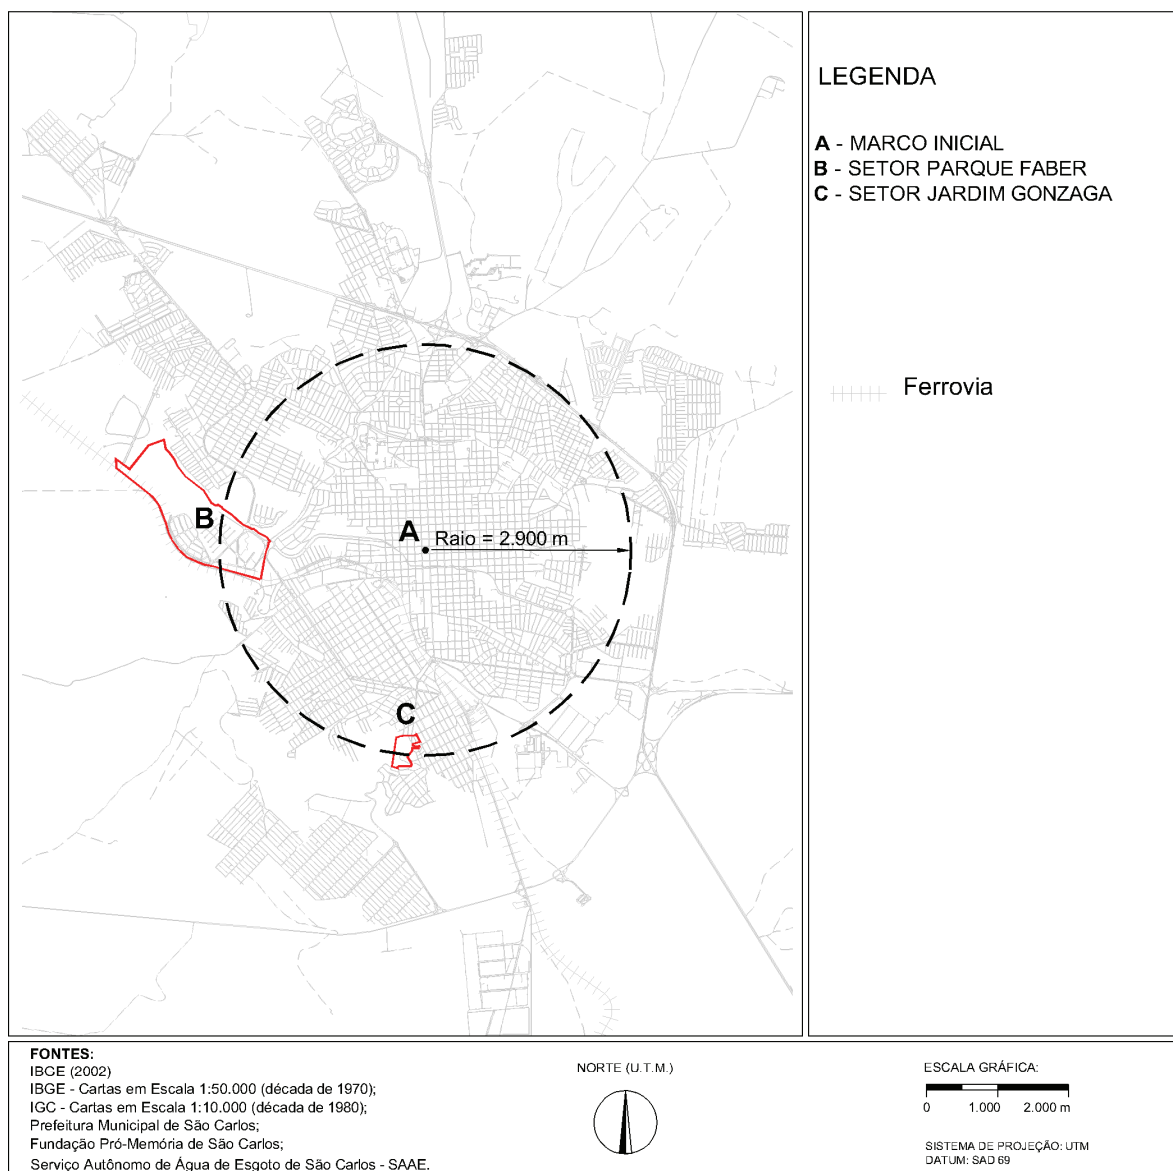 LEGENDA
A - MARCO INICIAL
B - SETOR PARQUE FABER
C - SETOR JARDIM GONZAGA
Ferrovia
B
A
Raio = 2.900 m
C
FONTES:
IBCE (2002)
IBGE - Cartas em Escala 1:50.000 (década de 1970);
IGC - Cartas em Escala 1:10.000 (década de 1980);
Prefeitura Municipal de São Carlos;
Fundação Pró-Memória de São Carlos;
Serviço Autônomo de Água de Esgoto de São Carlos - SAAE.
NORTE (U.T.M.)
ESCALA GRÁFICA:
0 1.000 2.000 m
SISTEMA DE PROJEÇÃO: UTM
DATUM: SAD 69